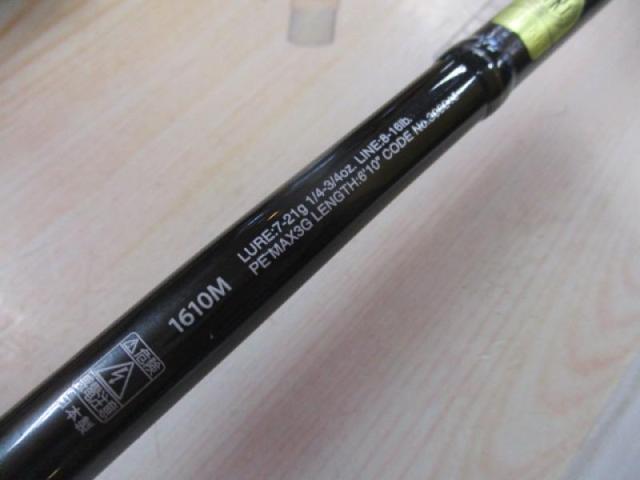 1610M
LURE:7-21g 1/4-3/4oz. LINE:8-16lb.
PE MAX3G LENGTH:6'10" CODE No.
危険
日本製